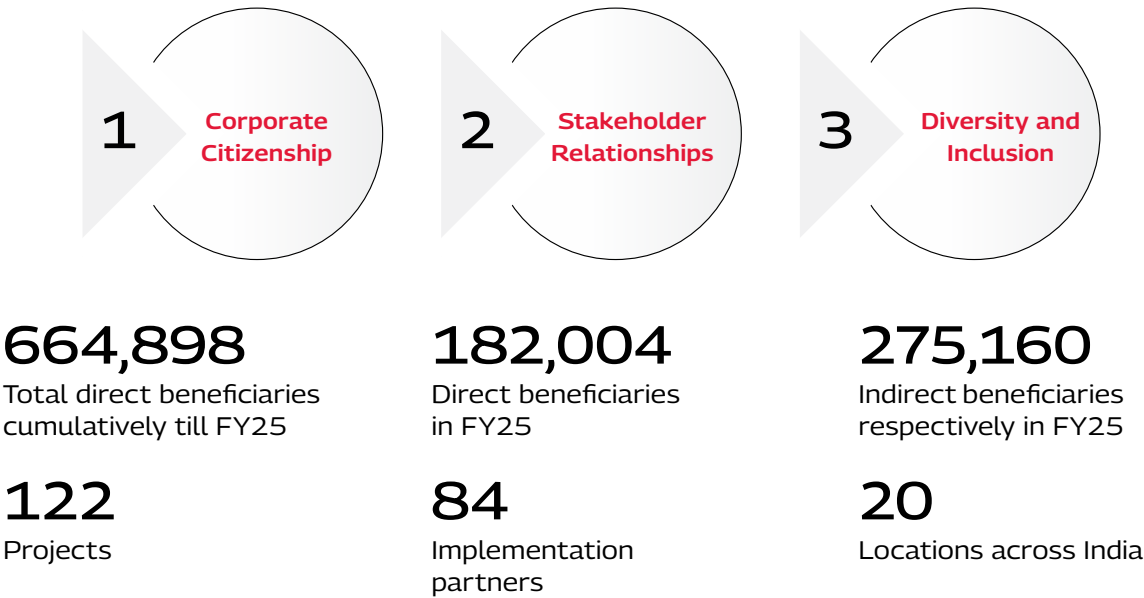 1
Corporate
Citizenship
2
Stakeholder
Relationships
3
Diversity and
Inclusion
664,898
Total direct beneficiaries
cumulatively till FY25
182,004
Direct beneficiaries
in FY25
275,160
Indirect beneficiaries
respectively in FY25
122
Projects
84
Implementation
partners
20
Locations across India